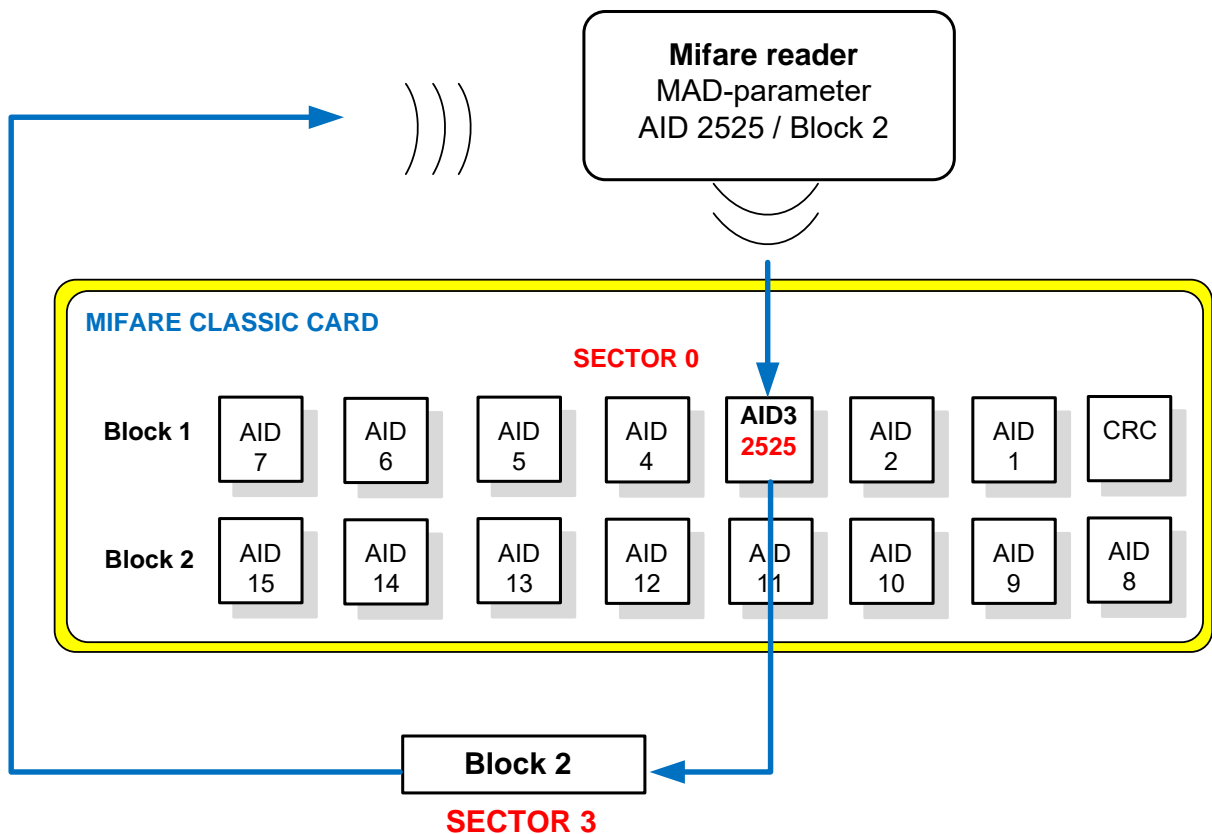 Mifare reader
MAD-parameter
AID 2525 / Block 2
MIFARE CLASSIC CARD
SECTOR 0
Block 1
AID
7
AID
6
AID
5
AID
4
AID3
2525
AID
2
AID
1
CRC
Block 2
AID
15
AID
14
AID
13
AID
12
AID
11
AID
10
AID
9
AID
8
Block 2
SECTOR 3